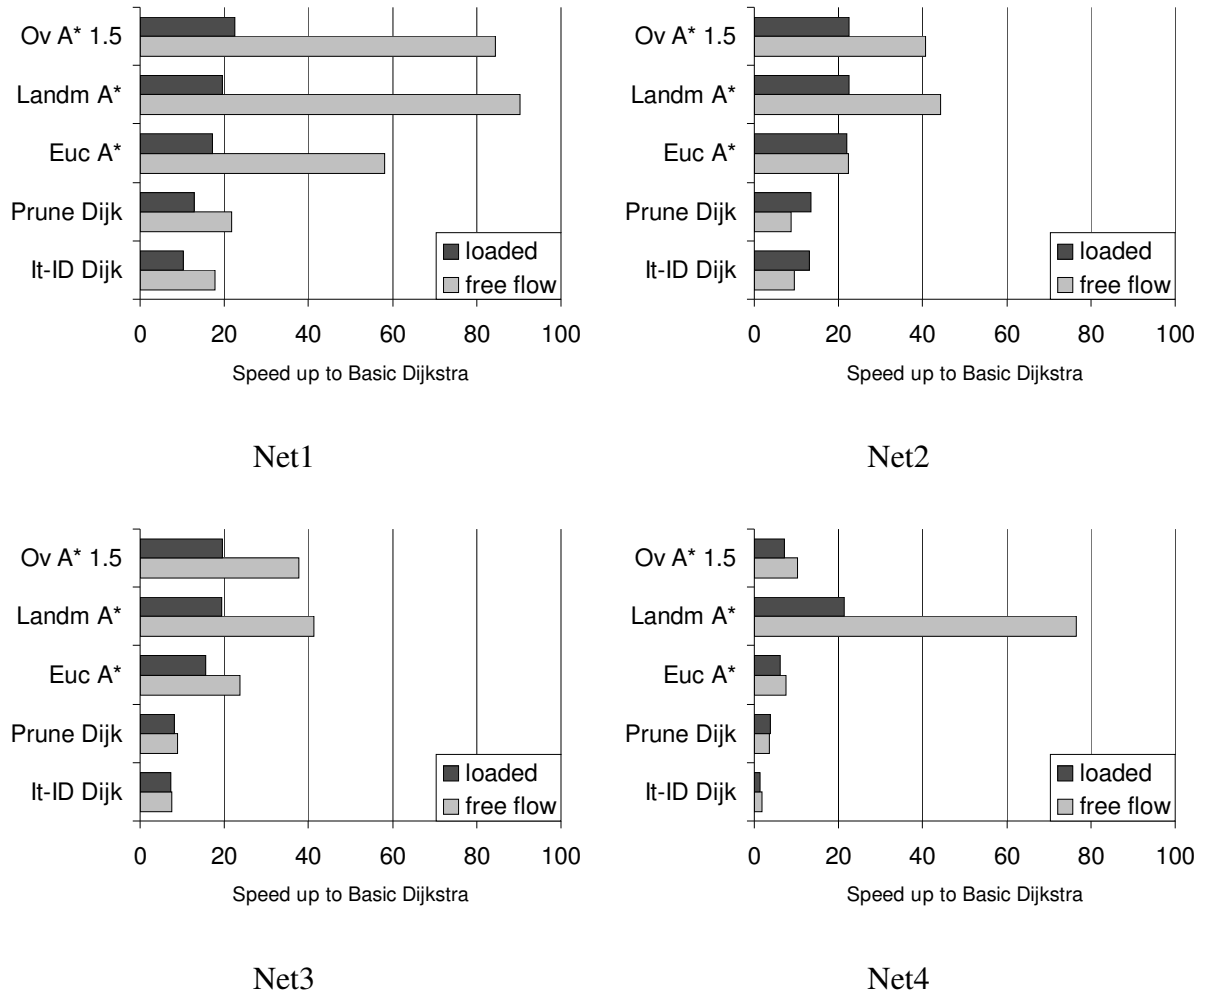 Ov A* 1.5
Landm A*
Euc A*
Prune Dijk
It-ID Dijk
loaded
free flow
0 20 40 60 80 100
Speed up to Basic Dijkstra
Net1
Ov A* 1.5
Landm A*
Euc A*
Prune Dijk
It-ID Dijk
loaded
free flow
0 20 40 60 80 100
Speed up to Basic Dijkstra
Net2
Ov A* 1.5
Landm A*
Euc A*
Prune Dijk
It-ID Dijk
loaded
free flow
0 20 40 60 80 100
Speed up to Basic Dijkstra
Net3
Ov A* 1.5
Landm A*
Euc A*
Prune Dijk
It-ID Dijk
loaded
free flow
0 20 40 60 80 100
Speed up to Basic Dijkstra
Net4